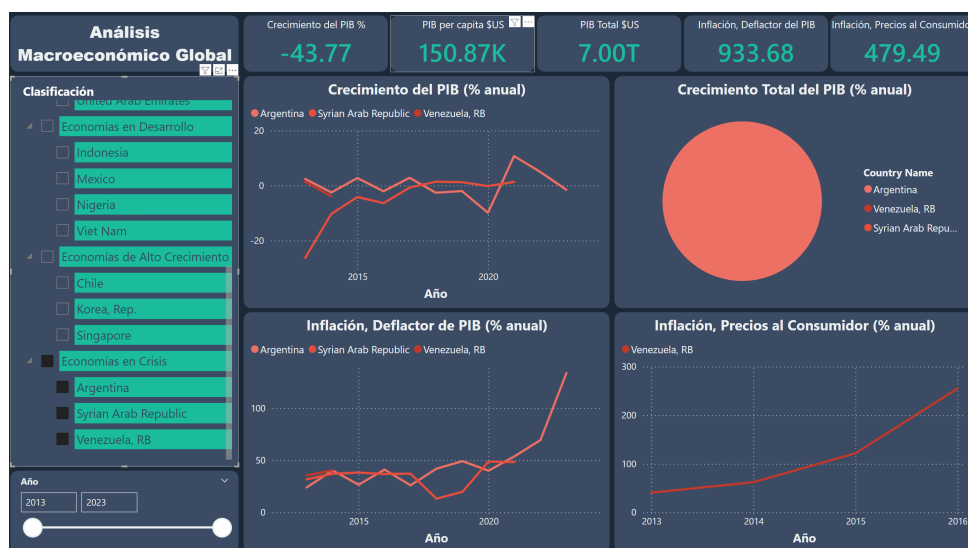 Análisis
Macroeconómico Global
Crecimiento del PIB %
-43.77
PIB per capita $US
150.87K
PIB Total $US
7.00T
Inflación, Deflactor del PIB
933.68
Inflación, Precios al Consumidor
479.49
Clasificación
United Arab Emirates
Economías en Desarrollo
Indonesia
Mexico
Nigeria
Viet Nam
Economías de Alto Crecimiento
Chile
Korea, Rep.
Singapore
Economías en Crisis
Argentina
Syrian Arab Republic
Venezuela, RB
Año
2013 2023
Crecimiento del PIB (% anual)
Argentina Syrian Arab Republic Venezuela, RB
20
0
-20
2015 2020
Año
Crecimiento Total del PIB (% anual)
Country Name
Argentina
Venezuela, RB
Syrian Arab Repu...
Inflación, Deflactor de PIB (% anual)
Argentina Syrian Arab Republic Venezuela, RB
100
50
0
2015 2020
Año
Inflación, Precios al Consumidor (% anual)
Venezuela, RB
300
200
100
0
2013 2014 2015 2016
Año